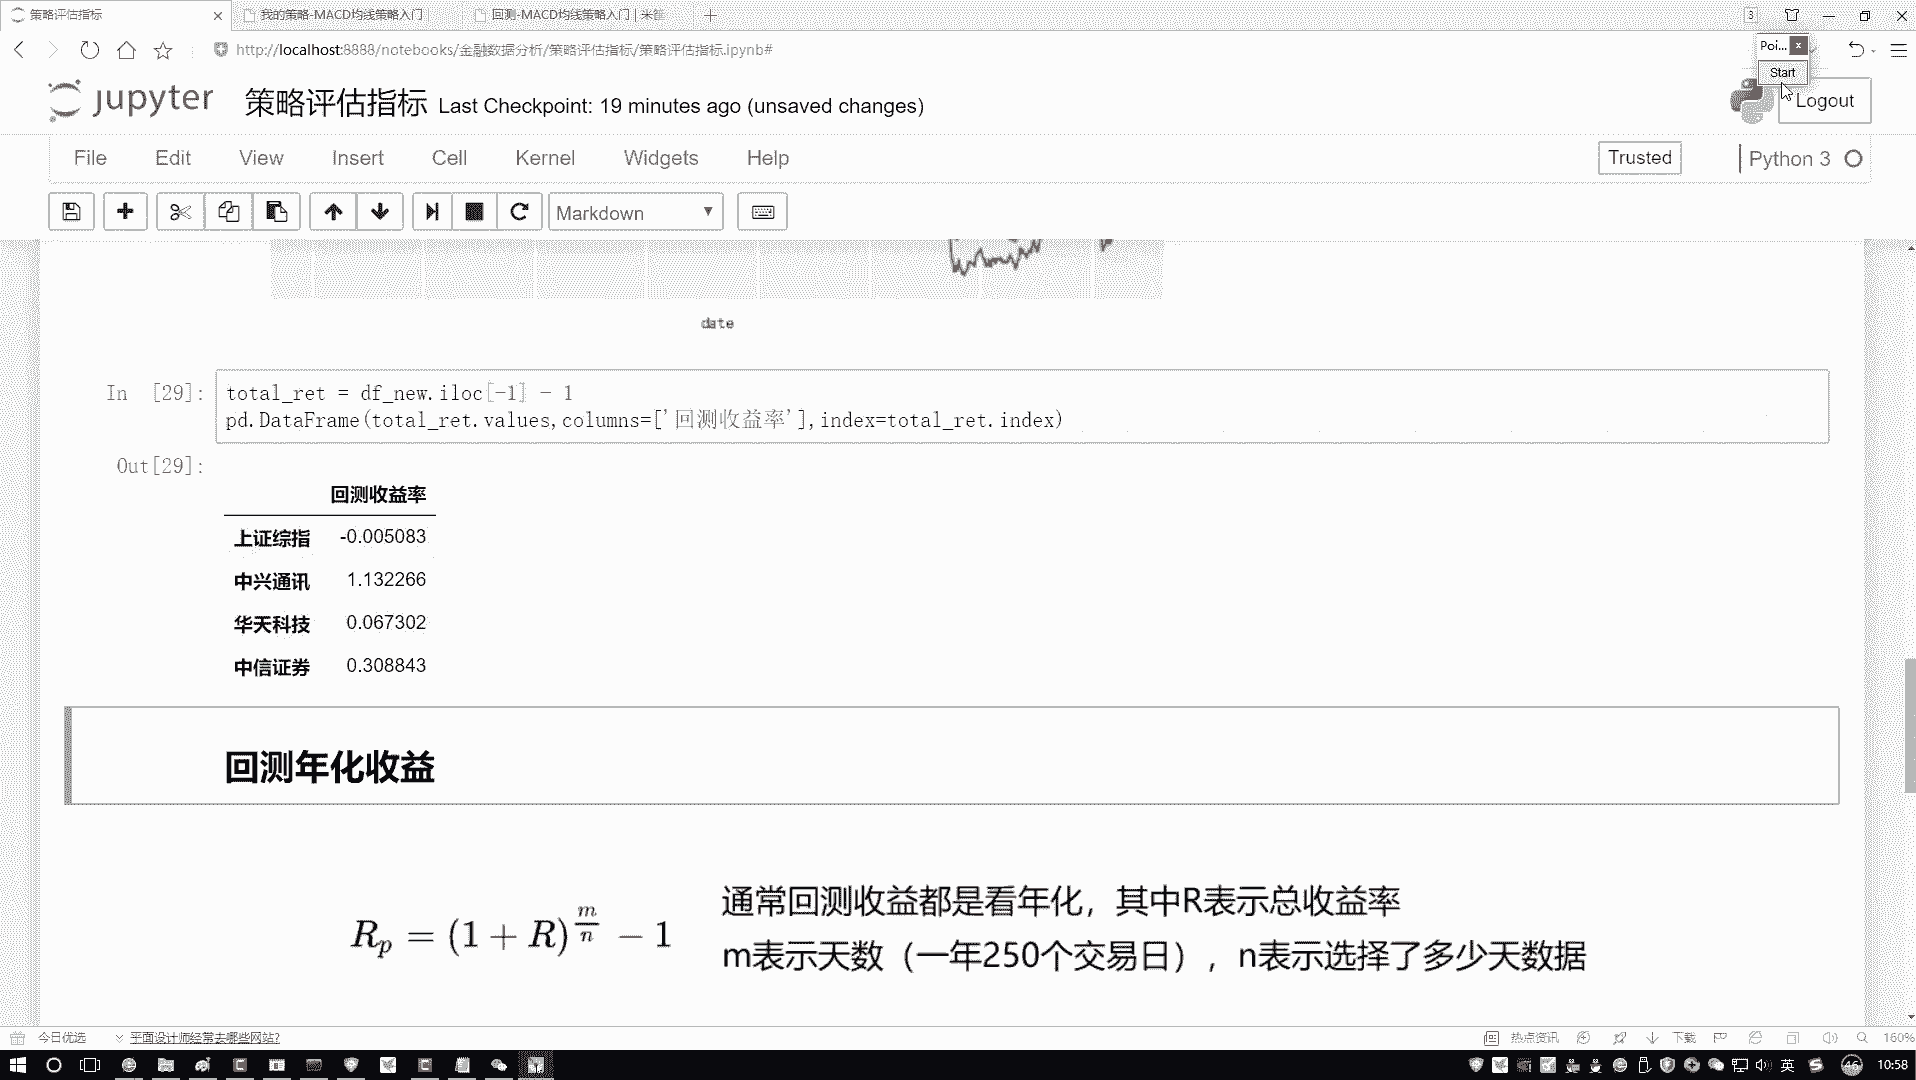 策略评估指标
我的策略-MACD均线策略入门
回测-MACD均线策略入门 | 米筐
3
http://localhost:8888/notebooks/金融数据分析/策略评估指标/策略评估指标.ipynb#
Poi...
Start
jupyter
策略评估指标 Last Checkpoint: 19 minutes ago (unsaved changes)
Logout
File Edit View Insert Cell Kernel Widgets Help
Trusted
Python 3
Markdown
date
In [29]:
total_ret = df_new.iloc[-1] - 1
pd.DataFrame(total_ret.values,columns=['回测收益率'],index=total_ret.index)
Out[29]:
回测收益率
上证综指 -0.005083
中兴通讯 1.132266
华天科技 0.067302
中信证券 0.308843
回测年化收益
R_p = (1 + R)^{m/n} − 1
通常回测收益都是看年化，其中R表示总收益率
m表示天数（一年250个交易日），n表示选择了多少天数据
今日优选
平面设计师经常去哪些网站?
热点资讯
下载
160%
英
46
10:58